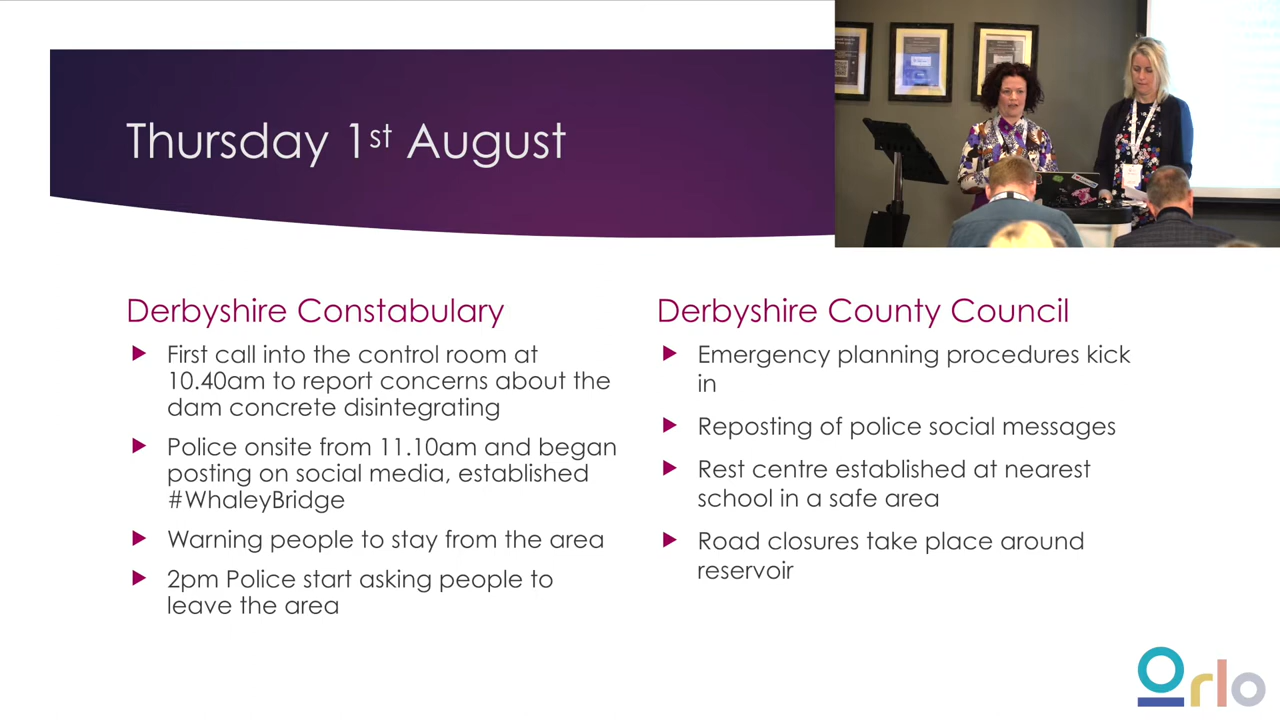 Thursday 1st August
Derbyshire Constabulary
First call into the control room at
10.40am to report concerns about the
dam concrete disintegrating
Police onsite from 11.10am and began
posting on social media, established
#WhaleyBridge
Warning people to stay from the area
2pm Police start asking people to
leave the area
Derbyshire County Council
Emergency planning procedures kick
in
Reposting of police social messages
Rest centre established at nearest
school in a safe area
Road closures take place around
reservoir
Orlo